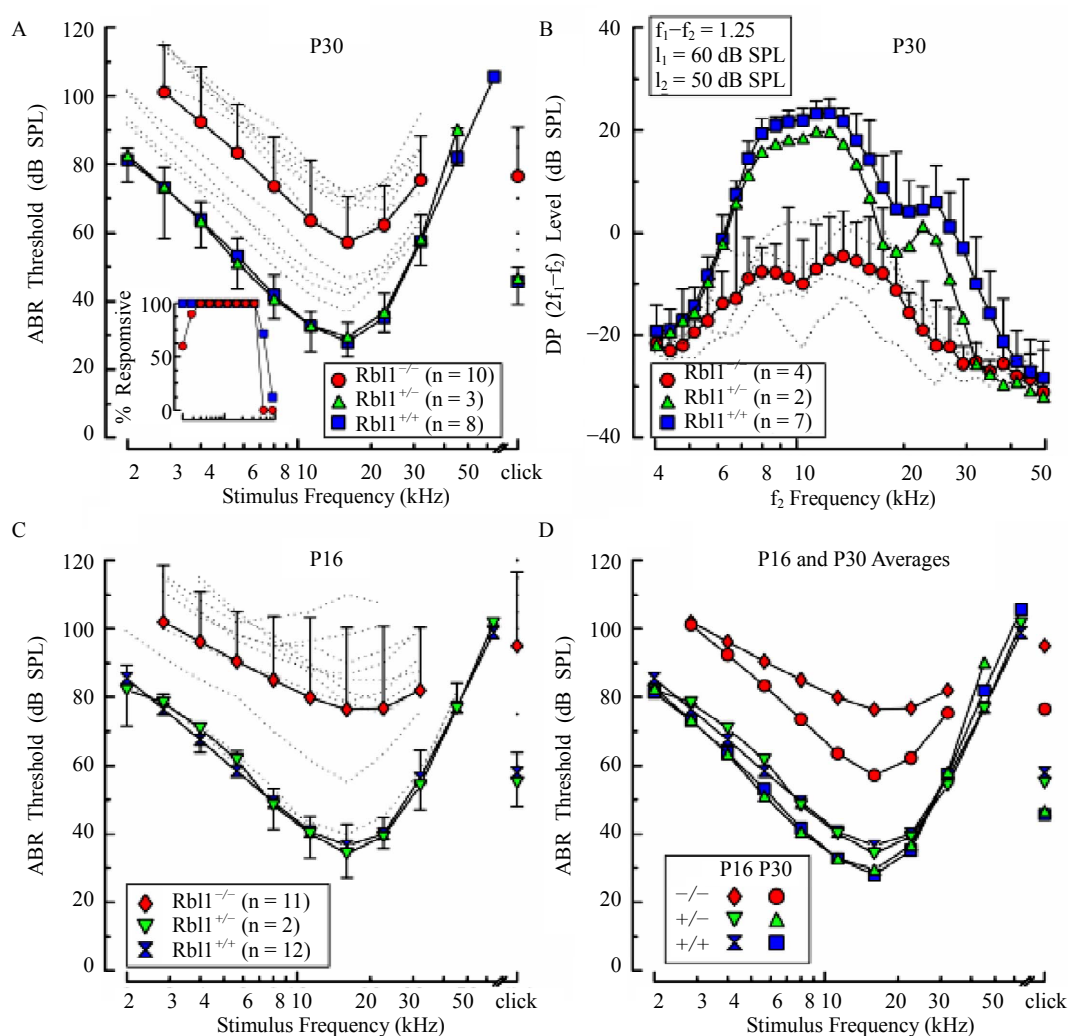 A
P30
ABR Threshold (dB SPL)
120
100
80
60
40
20
0
% Responsive
100
50
0
Rbl1−/− (n = 10)
Rbl1+/− (n = 3)
Rbl1+/+ (n = 8)
2 3 4 6 8 10 20 30 50 click
Stimulus Frequency (kHz)
B
P30
f1−f2 = 1.25
l1 = 60 dB SPL
l2 = 50 dB SPL
DP (2f1−f2) Level (dB SPL)
40
20
0
−20
−40
Rbl1−/− (n = 4)
Rbl1+/− (n = 2)
Rbl1+/+ (n = 7)
4 5 6 8 10 20 30 50
f2 Frequency (kHz)
C
P16
ABR Threshold (dB SPL)
120
100
80
60
40
20
0
Rbl1−/− (n = 11)
Rbl1+/− (n = 2)
Rbl1+/+ (n = 12)
2 3 4 6 8 10 20 30 50 click
Stimulus Frequency (kHz)
D
P16 and P30 Averages
ABR Threshold (dB SPL)
120
100
80
60
40
20
0
P16 P30
−/−
+/−
+/+
2 3 4 6 8 10 20 30 50 click
Stimulus Frequency (kHz)